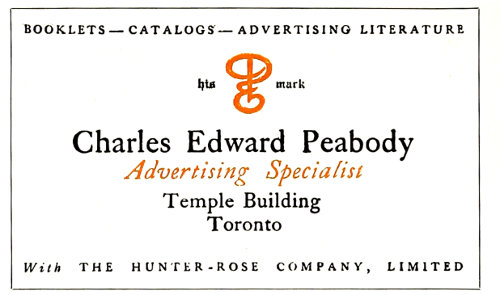 BOOKLETS—CATALOGS—ADVERTISING LITERATURE
his mark
Charles Edward Peabody
Advertising Specialist
Temple Building
Toronto
With THE HUNTER-ROSE COMPANY, LIMITED